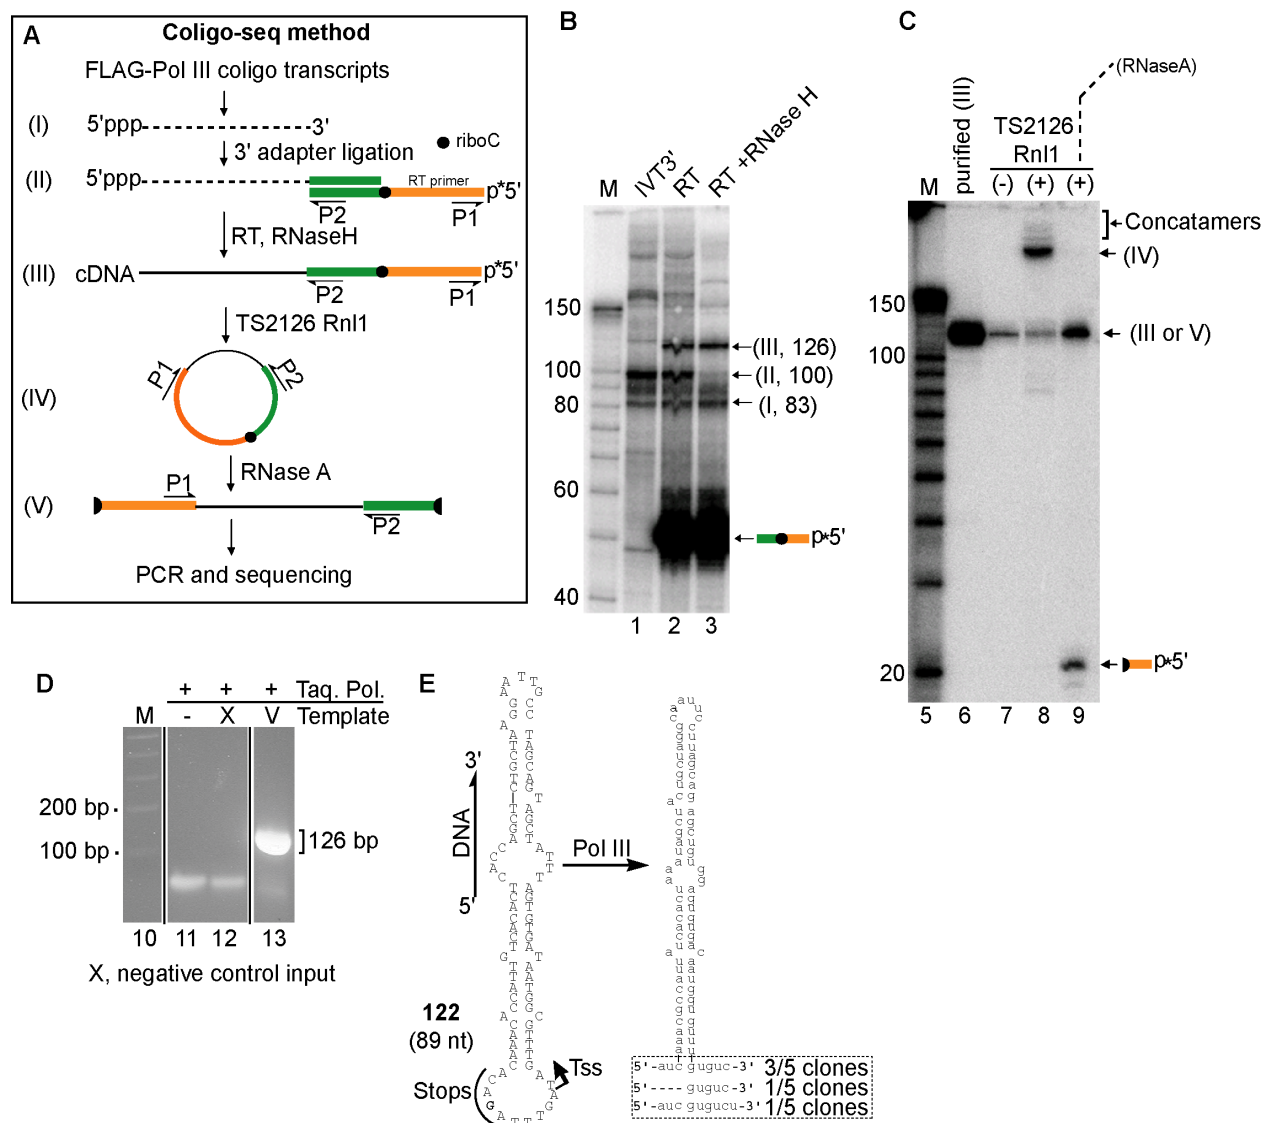 A
Coligo-seq method
FLAG-Pol III coligo transcripts
(I) 5'ppp 3'
3' adapter ligation
riboC
(II) 5'ppp RT primer p*5'
P2 P1
RT, RNaseH
(III) cDNA p*5'
P2 P1
TS2126 Rnl1
(IV) P1 P2
RNase A
(V) P1 P2
PCR and sequencing
B
M IVT3' RT RT +RNase H
150
100
80
60
40
(III, 126)
(II, 100)
(I, 83)
p*5'
1 2 3
C
(RNaseA)
purified (III)
TS2126
Rnl1
M (-) (+) (+)
Concatamers
(IV)
150
(III or V)
100
20
p*5'
5 6 7 8 9
D
+ + + Taq. Pol.
M - X V Template
200 bp
100 bp
126 bp
10 11 12 13
X, negative control input
E
3'
DNA
5'
Pol III
122
(89 nt)
Stops
Tss
5'-auc guguc-3' 3/5 clones
5'---- guguc-3' 1/5 clones
5'-auc gugucu-3' 1/5 clones